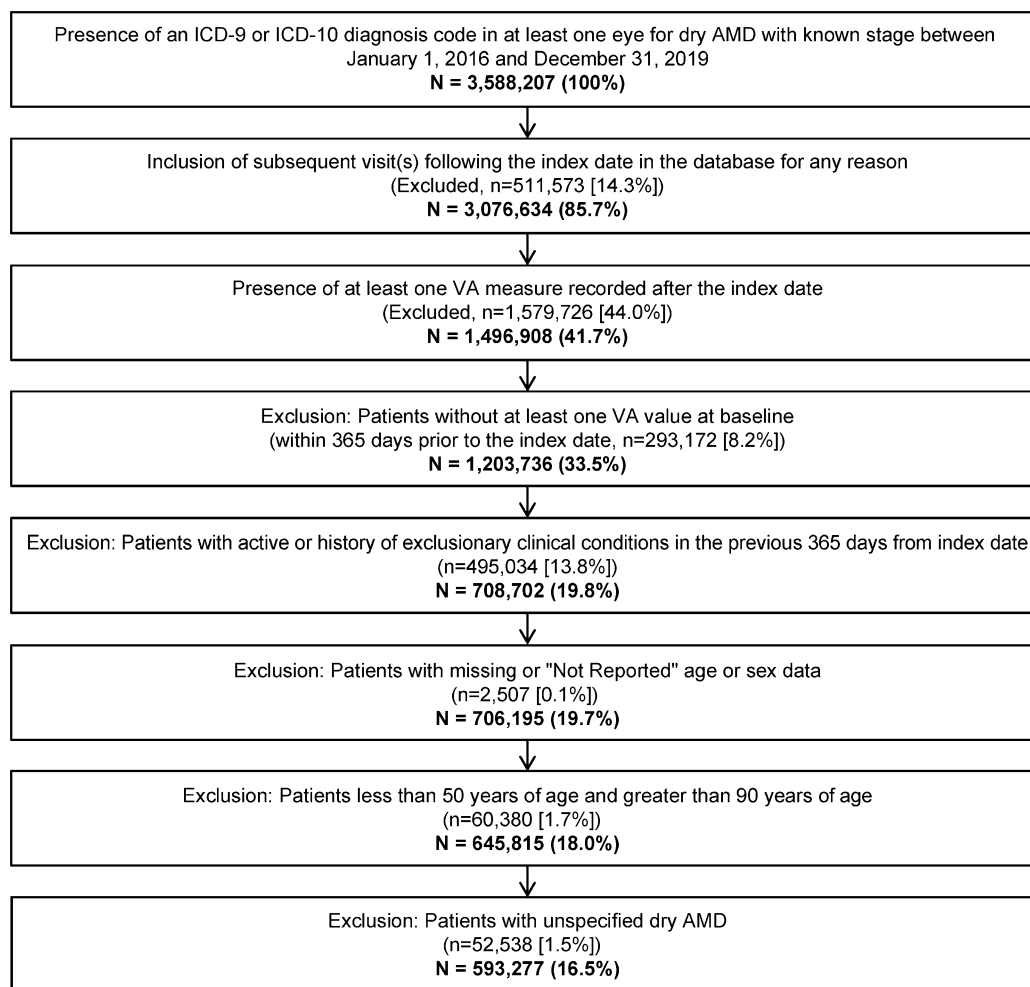 Presence of an ICD-9 or ICD-10 diagnosis code in at least one eye for dry AMD with known stage between
January 1, 2016 and December 31, 2019
N = 3,588,207 (100%)
Inclusion of subsequent visit(s) following the index date in the database for any reason
(Excluded, n=511,573 [14.3%])
N = 3,076,634 (85.7%)
Presence of at least one VA measure recorded after the index date
(Excluded, n=1,579,726 [44.0%])
N = 1,496,908 (41.7%)
Exclusion: Patients without at least one VA value at baseline
(within 365 days prior to the index date, n=293,172 [8.2%])
N = 1,203,736 (33.5%)
Exclusion: Patients with active or history of exclusionary clinical conditions in the previous 365 days from index date
(n=495,034 [13.8%])
N = 708,702 (19.8%)
Exclusion: Patients with missing or "Not Reported" age or sex data
(n=2,507 [0.1%])
N = 706,195 (19.7%)
Exclusion: Patients less than 50 years of age and greater than 90 years of age
(n=60,380 [1.7%])
N = 645,815 (18.0%)
Exclusion: Patients with unspecified dry AMD
(n=52,538 [1.5%])
N = 593,277 (16.5%)